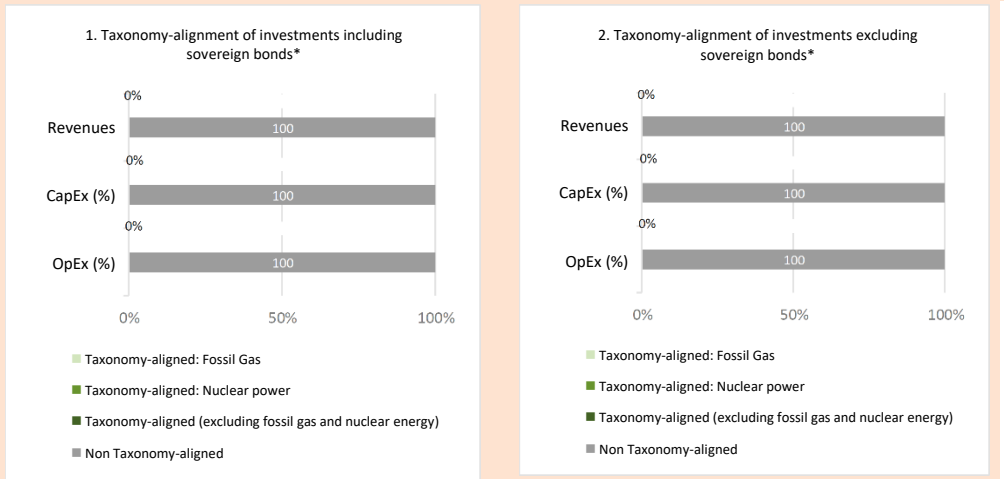 1. Taxonomy-alignment of investments including
sovereign bonds*
0%
Revenues
100
0%
CapEx (%)
100
0%
OpEx (%)
100
0%
50%
100%
Taxonomy-aligned: Fossil Gas
Taxonomy-aligned: Nuclear power
Taxonomy-aligned (excluding fossil gas and nuclear energy)
Non Taxonomy-aligned
2. Taxonomy-alignment of investments excluding
sovereign bonds*
0%
Revenues
100
0%
CapEx (%)
100
0%
OpEx (%)
100
0%
50%
100%
Taxonomy-aligned: Fossil Gas
Taxonomy-aligned: Nuclear power
Taxonomy-aligned (excluding fossil gas and nuclear energy)
Non Taxonomy-aligned